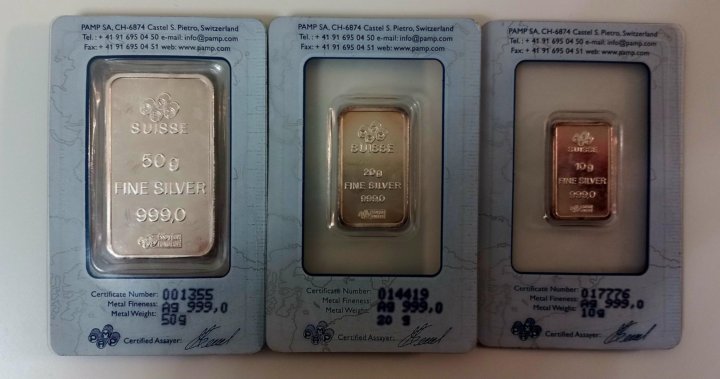 PAMP SA, CH-6874 Castel S. Pietro, Switzerland
Tel.: + 41 91 695 04 50 e-mail: info@pamp.com
Fax: + 41 91 695 04 51 web: www.pamp.com
SUISSE
50g
FINE SILVER
999,0
Certificate Number: 001355
Metal Fineness: Ag 999,0
Metal Weight: 50g
PAMP
Certified Assayer:
PAMP SA, CH-6874 Castel S. Pietro, Switzerland
Tel.: + 41 91 695 04 50 e-mail: info@pamp.com
Fax: + 41 91 695 04 51 web: www.pamp.com
SUISSE
20g
FINE SILVER
999,0
Certificate Number: 014419
Metal Fineness: Ag 999,0
Metal Weight: 20 g
PAMP
Certified Assayer:
PAMP SA, CH-6874 Castel S. Pietro, Switzerland
Tel.: + 41 91 695 04 50 e-mail: info@pamp.com
Fax: + 41 91 695 04 51 web: www.pamp.com
SUISSE
10g
FINE SILVER
999,0
Certificate Number: 017776
Metal Fineness: Ag 999,0
Metal Weight: 10g
PAMP
Certified Assayer: